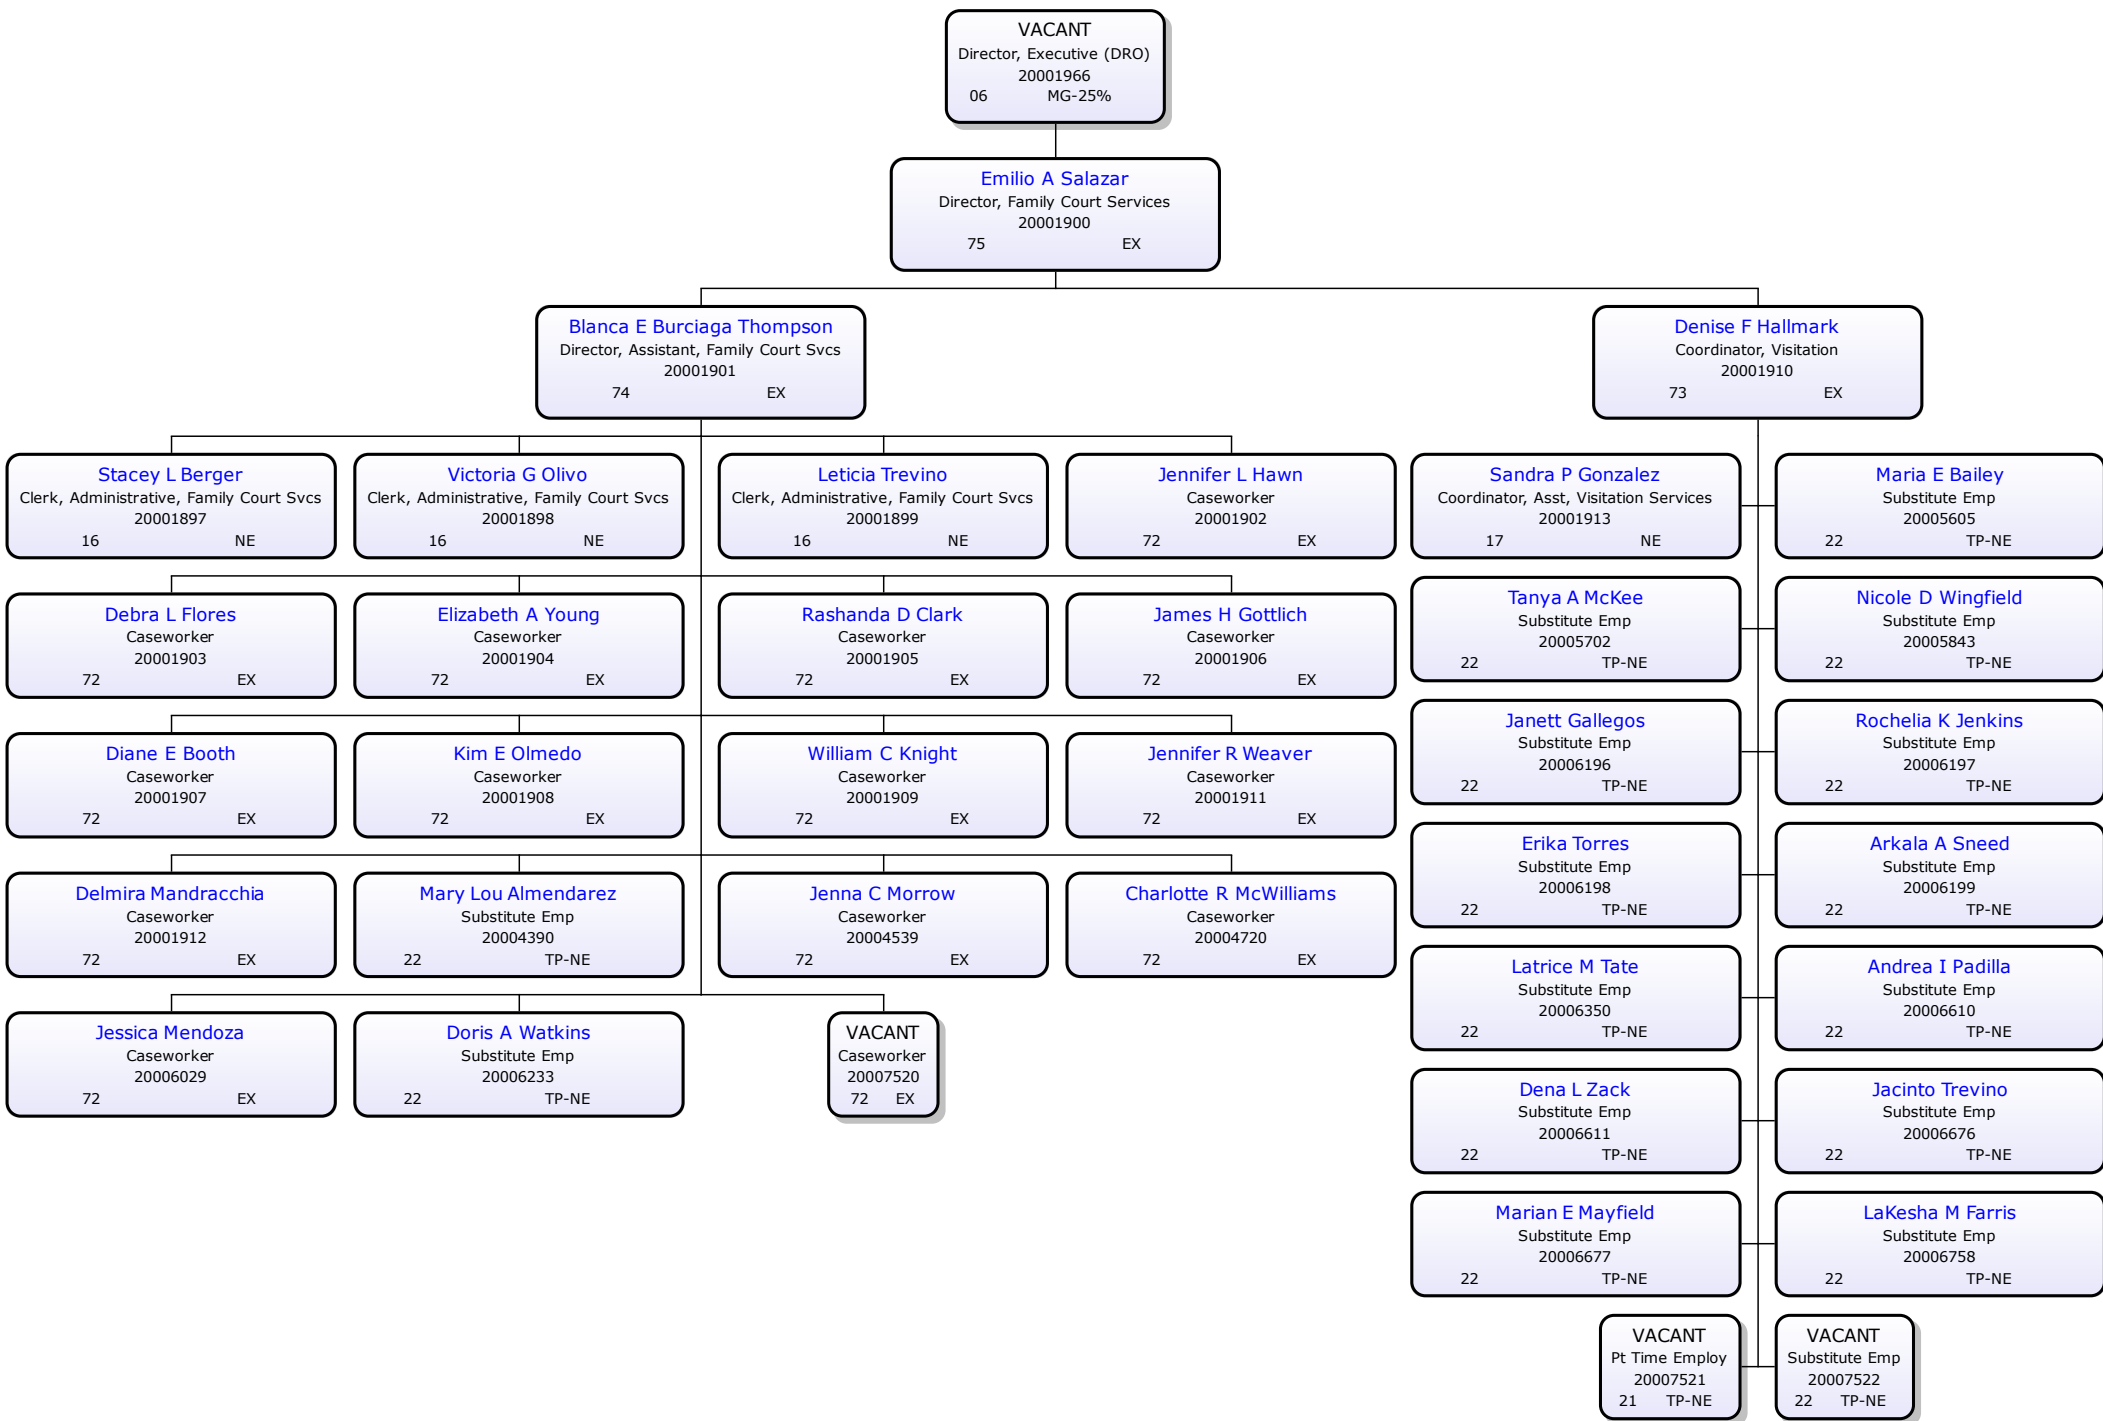 VACANT
Director, Executive (DRO)
20001966
06 MG-25%
Emilio A Salazar
Director, Family Court Services
20001900
75 EX
Blanca E Burciaga Thompson
Director, Assistant, Family Court Svcs
20001901
74 EX
Denise F Hallmark
Coordinator, Visitation
20001910
73 EX
Stacey L Berger
Clerk, Administrative, Family Court Svcs
20001897
16 NE
Victoria G Olivo
Clerk, Administrative, Family Court Svcs
20001898
16 NE
Leticia Trevino
Clerk, Administrative, Family Court Svcs
20001899
16 NE
Jennifer L Hawn
Caseworker
20001902
72 EX
Debra L Flores
Caseworker
20001903
72 EX
Elizabeth A Young
Caseworker
20001904
72 EX
Rashanda D Clark
Caseworker
20001905
72 EX
James H Gottlich
Caseworker
20001906
72 EX
Diane E Booth
Caseworker
20001907
72 EX
Kim E Olmedo
Caseworker
20001908
72 EX
William C Knight
Caseworker
20001909
72 EX
Jennifer R Weaver
Caseworker
20001911
72 EX
Delmira Mandracchia
Caseworker
20001912
72 EX
Mary Lou Almendarez
Substitute Emp
20004390
22 TP-NE
Jenna C Morrow
Caseworker
20004539
72 EX
Charlotte R McWilliams
Caseworker
20004720
72 EX
Jessica Mendoza
Caseworker
20006029
72 EX
Doris A Watkins
Substitute Emp
20006233
22 TP-NE
VACANT
Caseworker
20007520
72 EX
Sandra P Gonzalez
Coordinator, Asst, Visitation Services
20001913
17 NE
Maria E Bailey
Substitute Emp
20005605
22 TP-NE
Tanya A McKee
Substitute Emp
20005702
22 TP-NE
Nicole D Wingfield
Substitute Emp
20005843
22 TP-NE
Janett Gallegos
Substitute Emp
20006196
22 TP-NE
Rochelia K Jenkins
Substitute Emp
20006197
22 TP-NE
Erika Torres
Substitute Emp
20006198
22 TP-NE
Arkala A Sneed
Substitute Emp
20006199
22 TP-NE
Latrice M Tate
Substitute Emp
20006350
22 TP-NE
Andrea I Padilla
Substitute Emp
20006610
22 TP-NE
Dena L Zack
Substitute Emp
20006611
22 TP-NE
Jacinto Trevino
Substitute Emp
20006676
22 TP-NE
Marian E Mayfield
Substitute Emp
20006677
22 TP-NE
LaKesha M Farris
Substitute Emp
20006758
22 TP-NE
VACANT
Pt Time Employ
20007521
21 TP-NE
VACANT
Substitute Emp
20007522
22 TP-NE